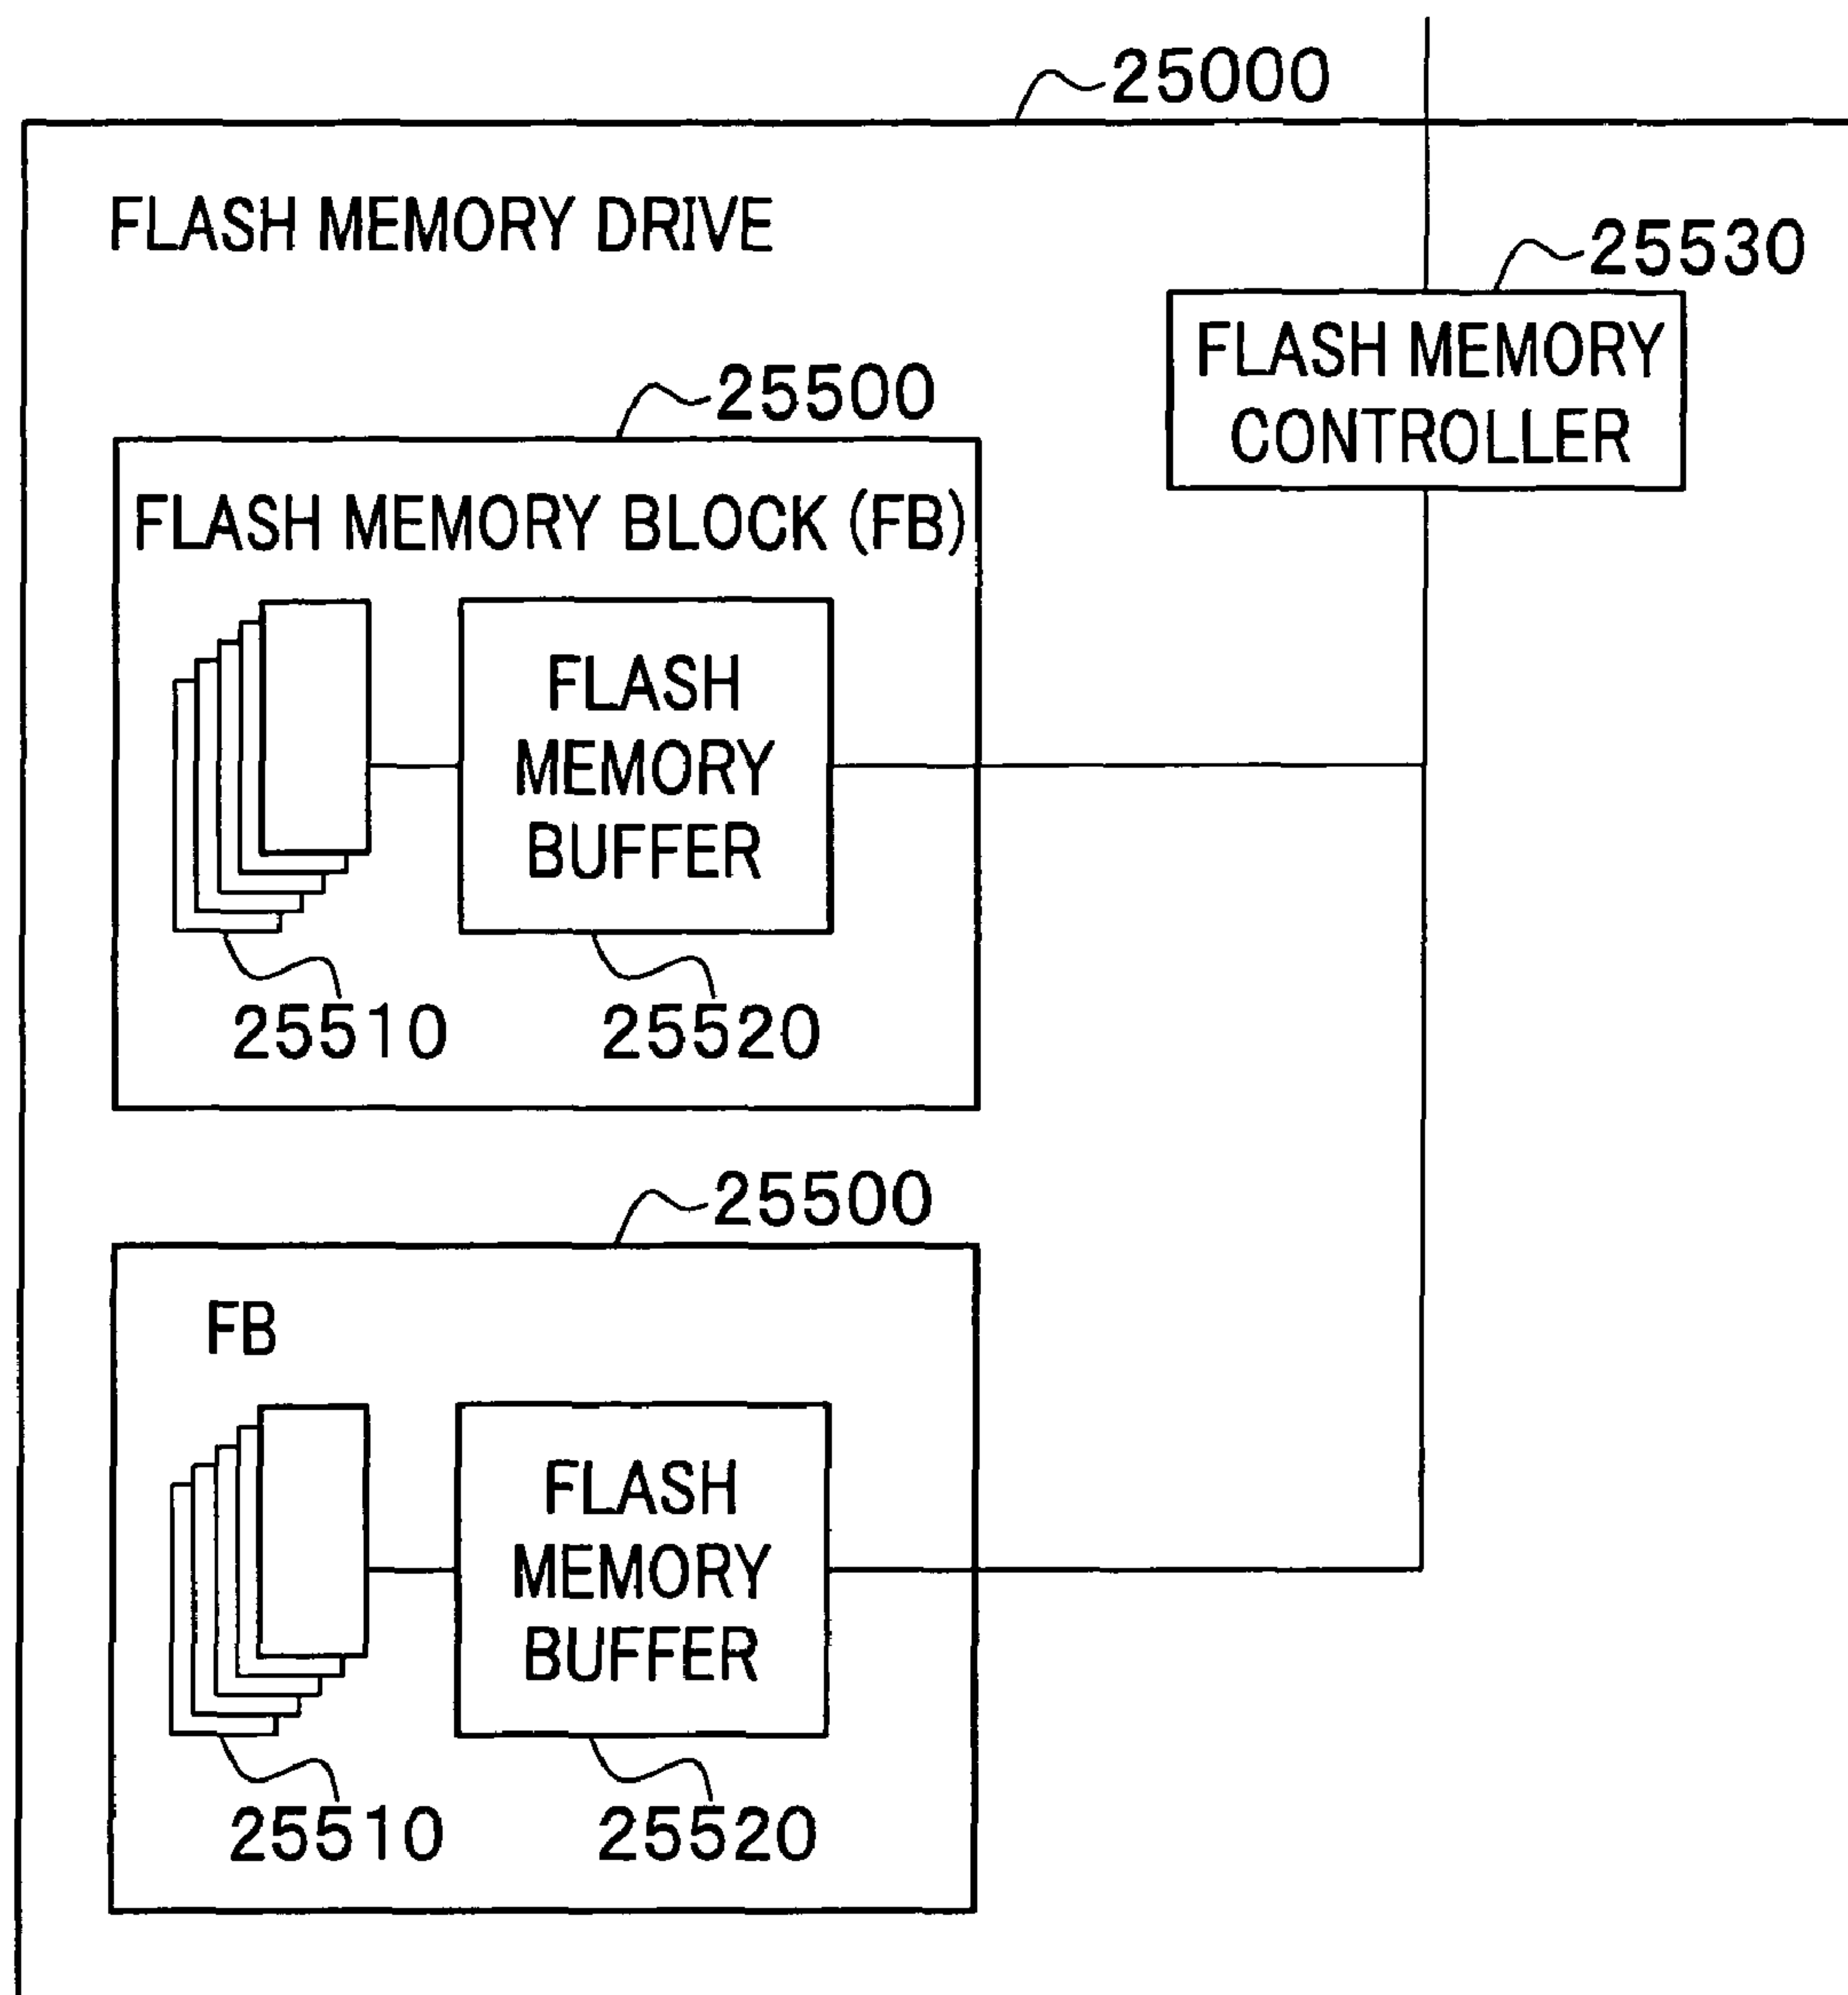 25000
FLASH MEMORY DRIVE
25530
FLASH MEMORY
CONTROLLER
25500
FLASH MEMORY BLOCK (FB)
FLASH
MEMORY
BUFFER
25510
25520
25500
FB
FLASH
MEMORY
BUFFER
25510
25520